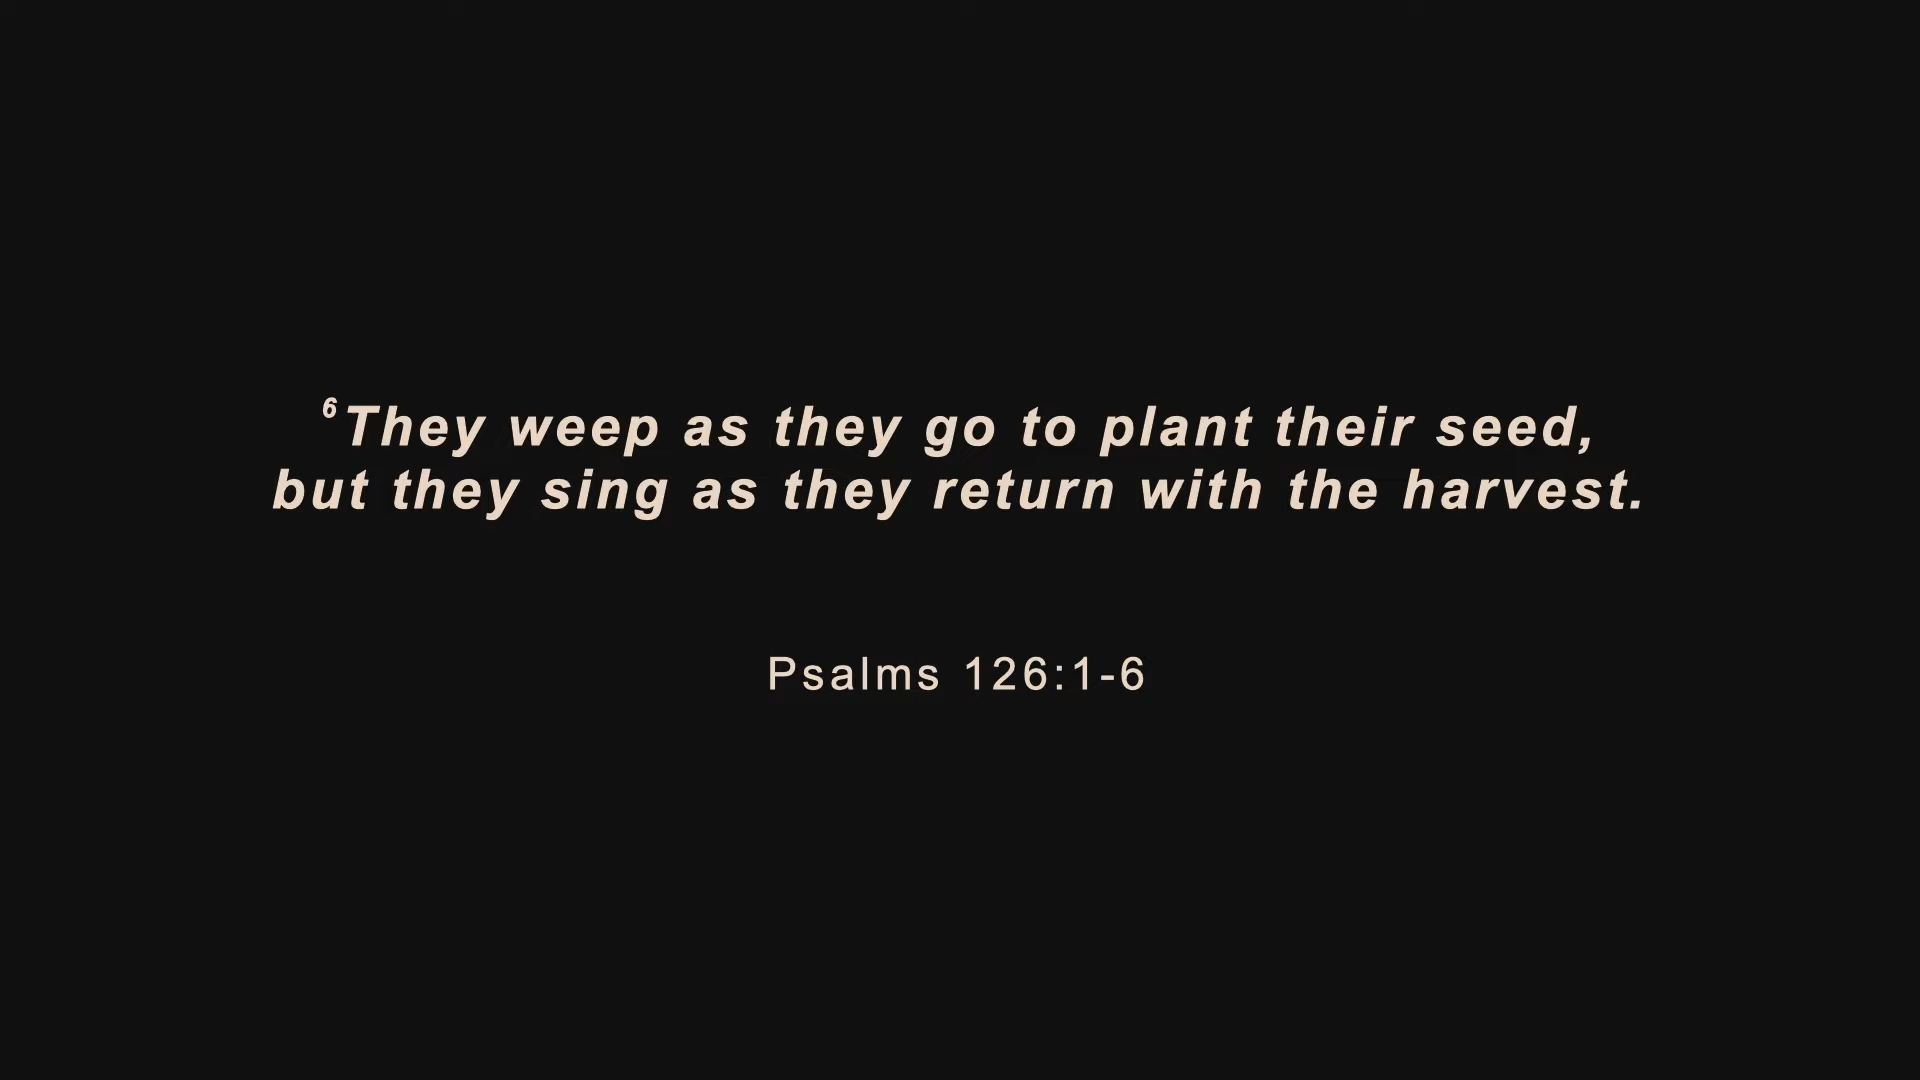 ⁶They weep as they go to plant their seed,
but they sing as they return with the harvest.
Psalms 126:1-6